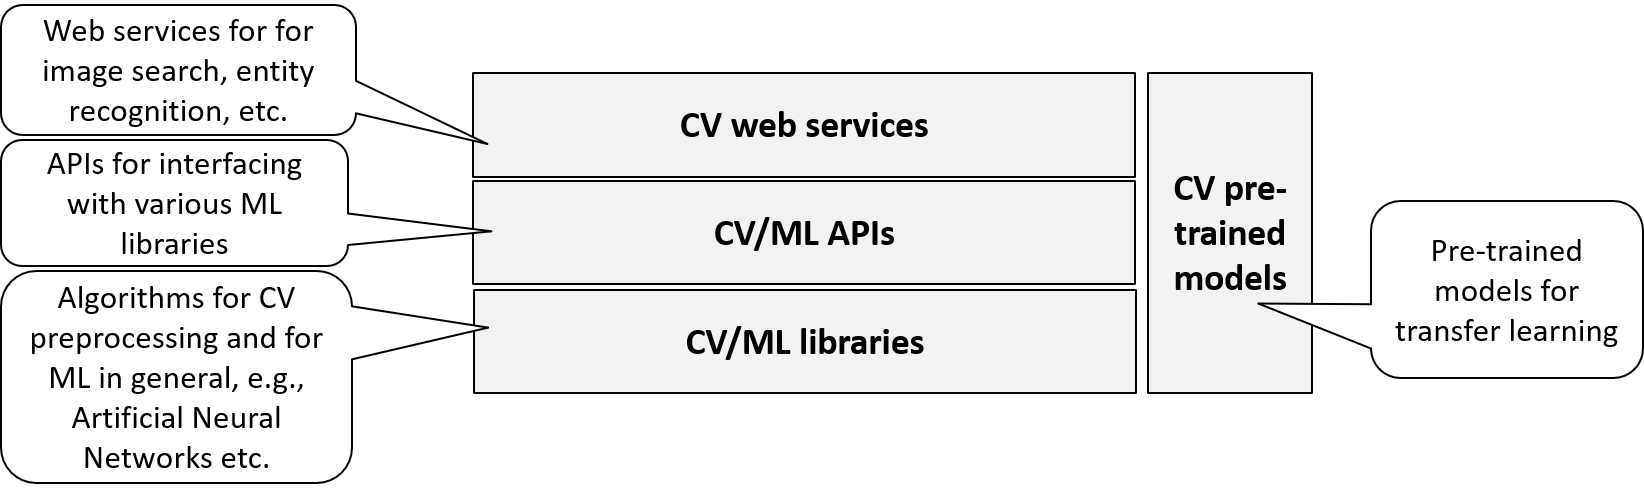 Web services for for
image search, entity
recognition, etc.
APIs for interfacing
with various ML
libraries
Algorithms for CV
preprocessing and for
ML in general, e.g.,
Artificial Neural
Networks etc.
CV web services
CV/ML APIs
CV/ML libraries
CV pre-
trained
models
Pre-trained
models for
transfer learning